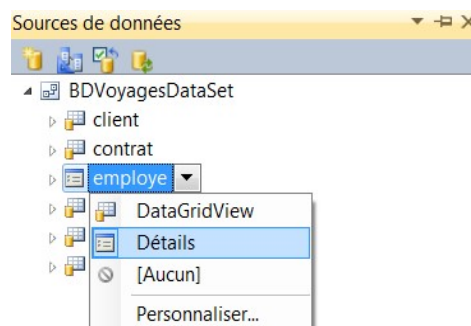 Sources de données
BDVoyagesDataSet
client
contrat
employe
DataGridView
Détails
[Aucun]
Personnaliser...